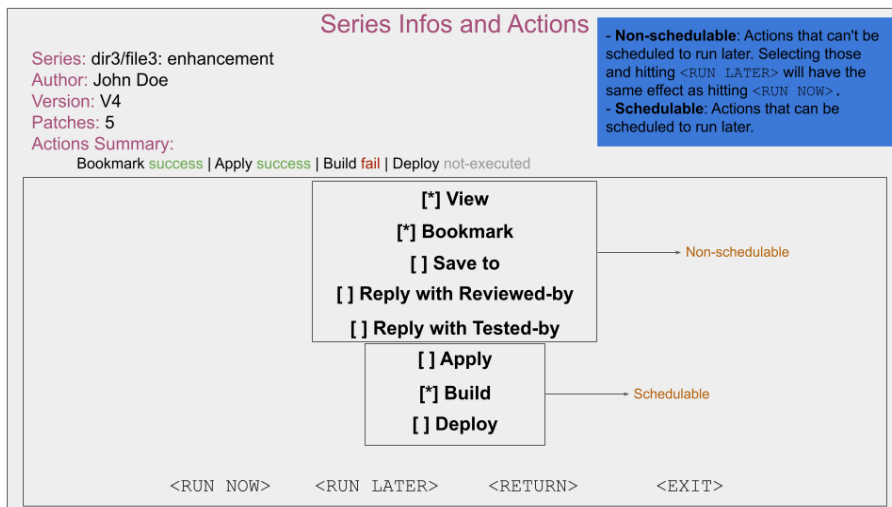 Series Infos and Actions
- Non-schedulable: Actions that can't be
scheduled to run later. Selecting those
and hitting <RUN LATER> will have the
same effect as hitting <RUN NOW>.
- Schedulable: Actions that can be
scheduled to run later.
Series: dir3/file3: enhancement
Author: John Doe
Version: V4
Patches: 5
Actions Summary:
Bookmark success | Apply success | Build fail | Deploy not-executed
[*] View
[*] Bookmark
[ ] Save to
[ ] Reply with Reviewed-by
[ ] Reply with Tested-by
Non-schedulable
[ ] Apply
[*] Build
[ ] Deploy
Schedulable
<RUN NOW> <RUN LATER> <RETURN> <EXIT>